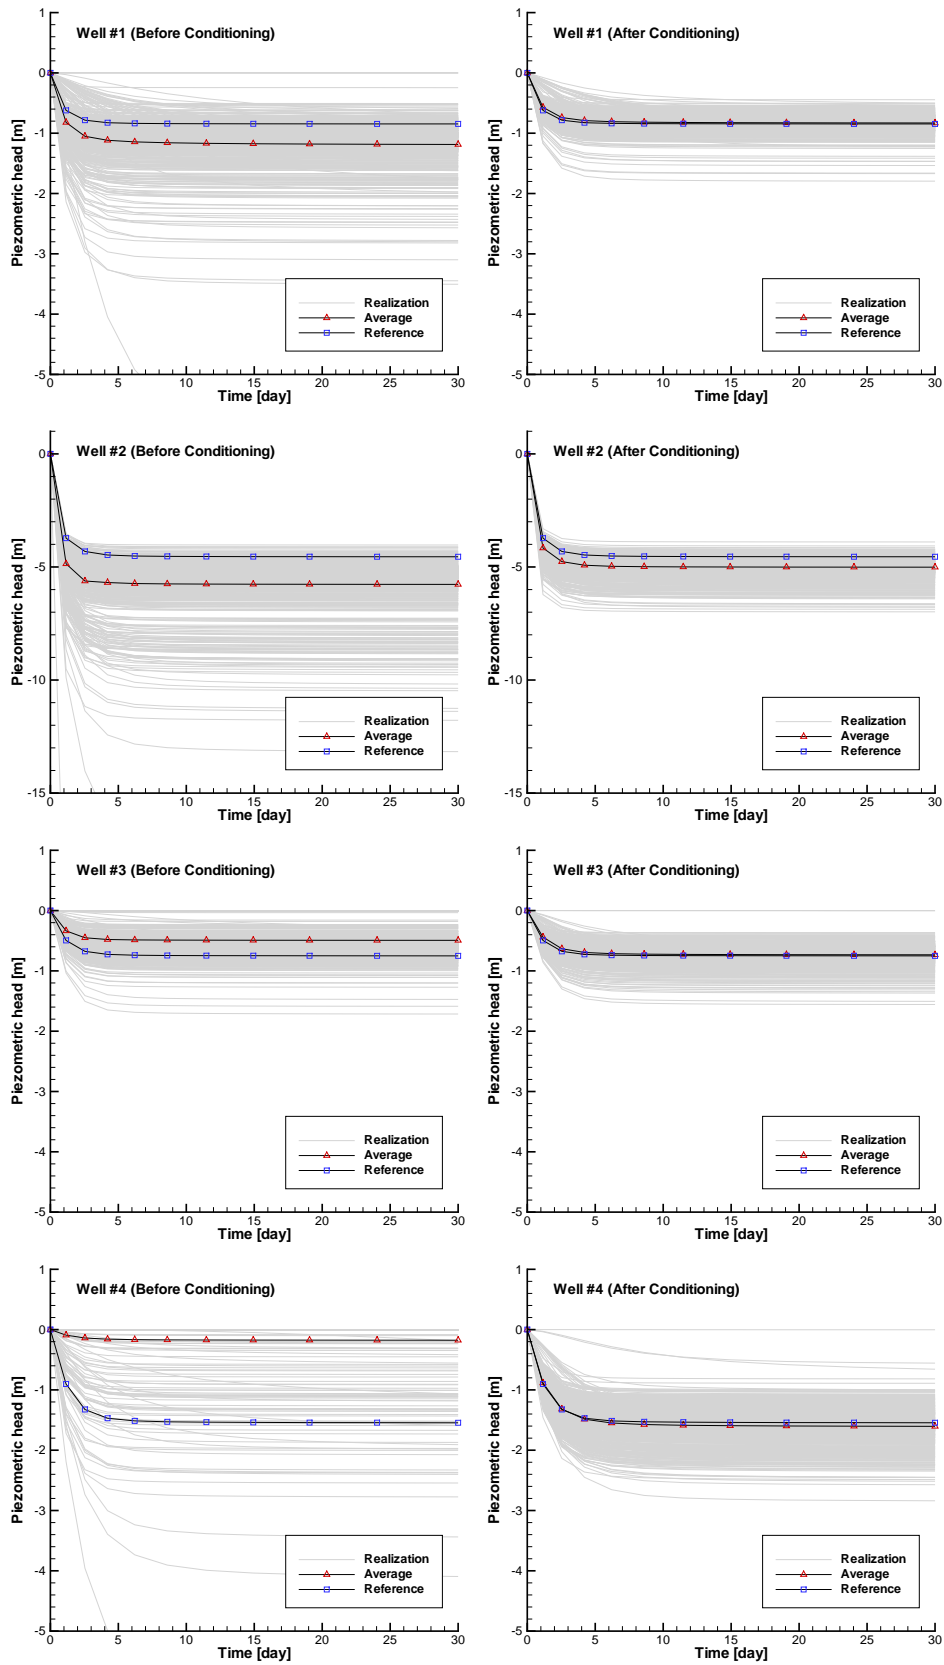 Well #1 (Before Conditioning)
Piezometric head [m]
1
0
-1
-2
-3
-4
-5
Realization
Average
Reference
0 5 10 15 20 25 30
Time [day]
Well #1 (After Conditioning)
Piezometric head [m]
1
0
-1
-2
-3
-4
-5
Realization
Average
Reference
0 5 10 15 20 25 30
Time [day]
Well #2 (Before Conditioning)
Piezometric head [m]
0
-5
-10
-15
Realization
Average
Reference
0 5 10 15 20 25 30
Time [day]
Well #2 (After Conditioning)
Piezometric head [m]
0
-5
-10
-15
Realization
Average
Reference
0 5 10 15 20 25 30
Time [day]
Well #3 (Before Conditioning)
Piezometric head [m]
1
0
-1
-2
-3
-4
-5
Realization
Average
Reference
0 5 10 15 20 25 30
Time [day]
Well #3 (After Conditioning)
Piezometric head [m]
1
0
-1
-2
-3
-4
-5
Realization
Average
Reference
0 5 10 15 20 25 30
Time [day]
Well #4 (Before Conditioning)
Piezometric head [m]
1
0
-1
-2
-3
-4
-5
Realization
Average
Reference
0 5 10 15 20 25 30
Time [day]
Well #4 (After Conditioning)
Piezometric head [m]
1
0
-1
-2
-3
-4
-5
Realization
Average
Reference
0 5 10 15 20 25 30
Time [day]